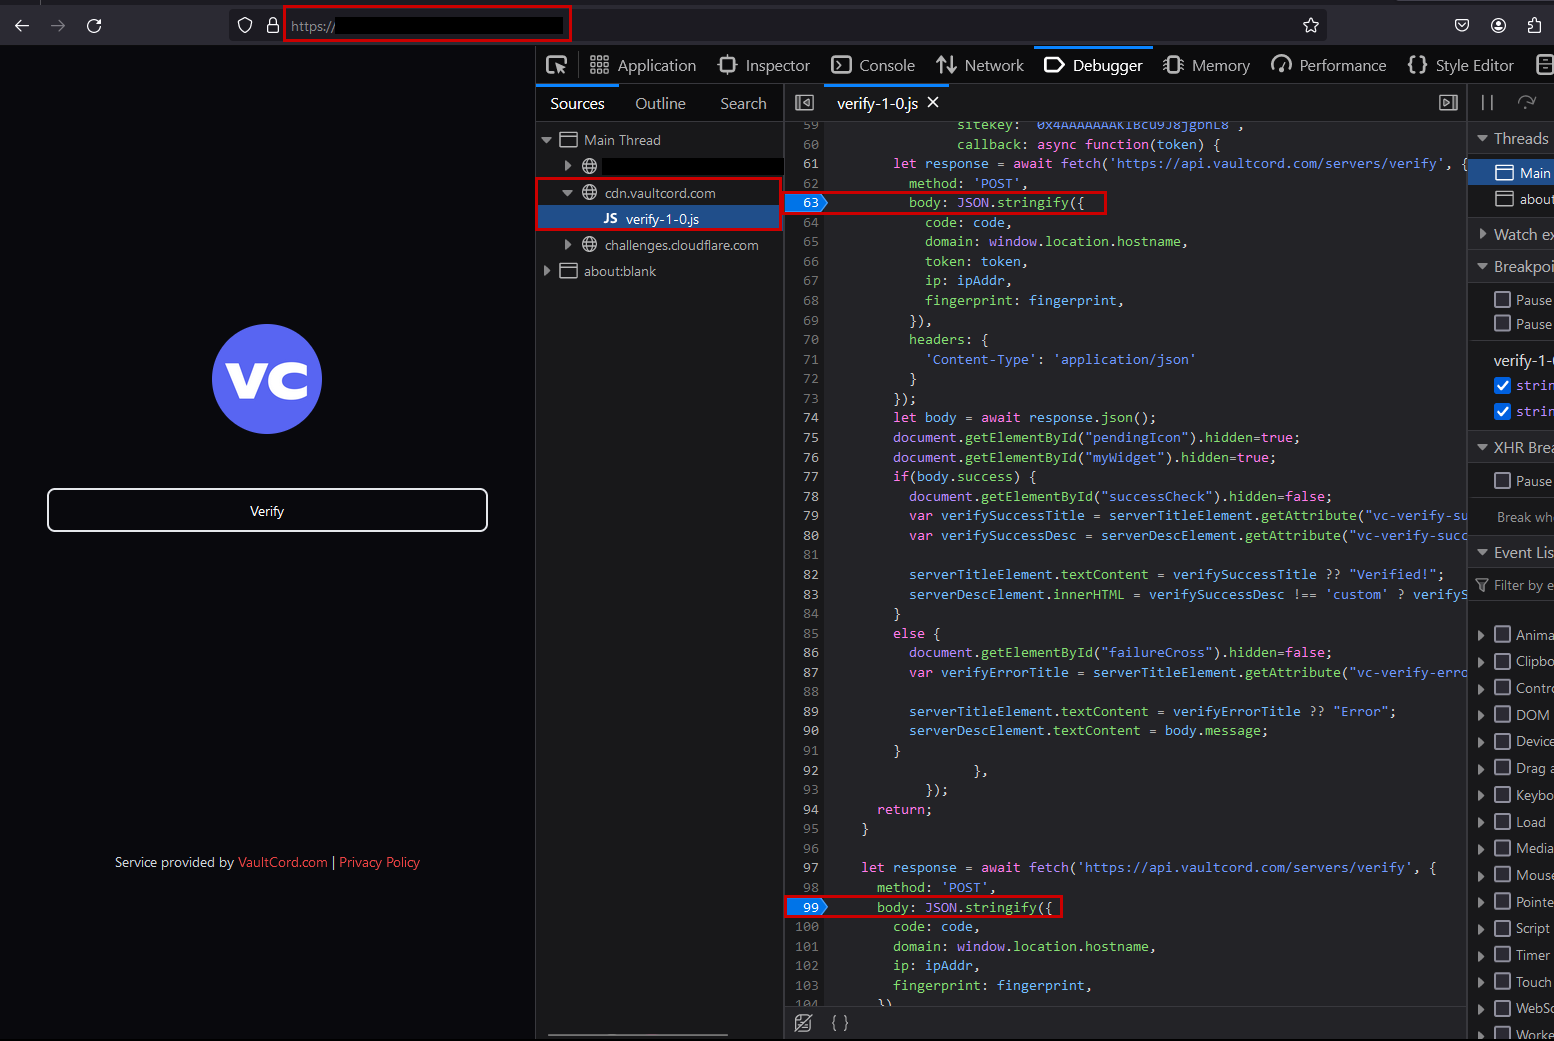 https://
Application
Inspector
Console
Network
Debugger
Memory
Performance
Style Editor
Sources
Outline
Search
Main Thread
cdn.vaultcord.com
JS verify-1-0.js
challenges.cloudflare.com
about:blank
VC
Verify
Service provided by VaultCord.com | Privacy Policy
verify-1-0.js
59 sitekey: '0x4AAAAAAAKIBcu9J8jgbhL8',
60 callback: async function(token) {
61 let response = await fetch('https://api.vaultcord.com/servers/verify', {
62 method: 'POST',
63 body: JSON.stringify({
64 code: code,
65 domain: window.location.hostname,
66 token: token,
67 ip: ipAddr,
68 fingerprint: fingerprint,
69 }),
70 headers: {
71 'Content-Type': 'application/json'
72 }
73 });
74 let body = await response.json();
75 document.getElementById("pendingIcon").hidden=true;
76 document.getElementById("myWidget").hidden=true;
77 if(body.success) {
78 document.getElementById("successCheck").hidden=false;
79 var verifySuccessTitle = serverTitleElement.getAttribute("vc-verify-su
80 var verifySuccessDesc = serverDescElement.getAttribute("vc-verify-succ
81
82 serverTitleElement.textContent = verifySuccessTitle ?? "Verified!";
83 serverDescElement.innerHTML = verifySuccessDesc !== 'custom' ? verifyS
84 }
85 else {
86 document.getElementById("failureCross").hidden=false;
87 var verifyErrorTitle = serverTitleElement.getAttribute("vc-verify-erro
88
89 serverTitleElement.textContent = verifyErrorTitle ?? "Error";
90 serverDescElement.textContent = body.message;
91 }
92 },
93 });
94 return;
95 }
96
97 let response = await fetch('https://api.vaultcord.com/servers/verify', {
98 method: 'POST',
99 body: JSON.stringify({
100 code: code,
101 domain: window.location.hostname,
102 ip: ipAddr,
103 fingerprint: fingerprint,
104 })
{ }
Threads
Main
about
Watch ex
Breakpoi
Pause
Pause
verify-1-
strin
strin
XHR Brea
Pause
Break wh
Event Lis
Filter by e
Anima
Clipbo
Contro
DOM
Device
Drag a
Keybo
Load
Media
Mouse
Pointe
Script
Timer
Touch
WebSo
Worke